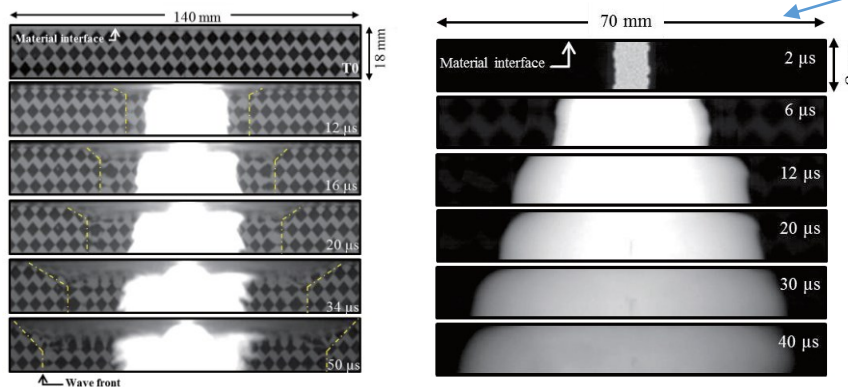 140 mm
Material interface
18 mm
T0
12 µs
16 µs
20 µs
34 µs
50 µs
Wave front
70 mm
Material interface
2 µs
6 µs
12 µs
20 µs
30 µs
40 µs